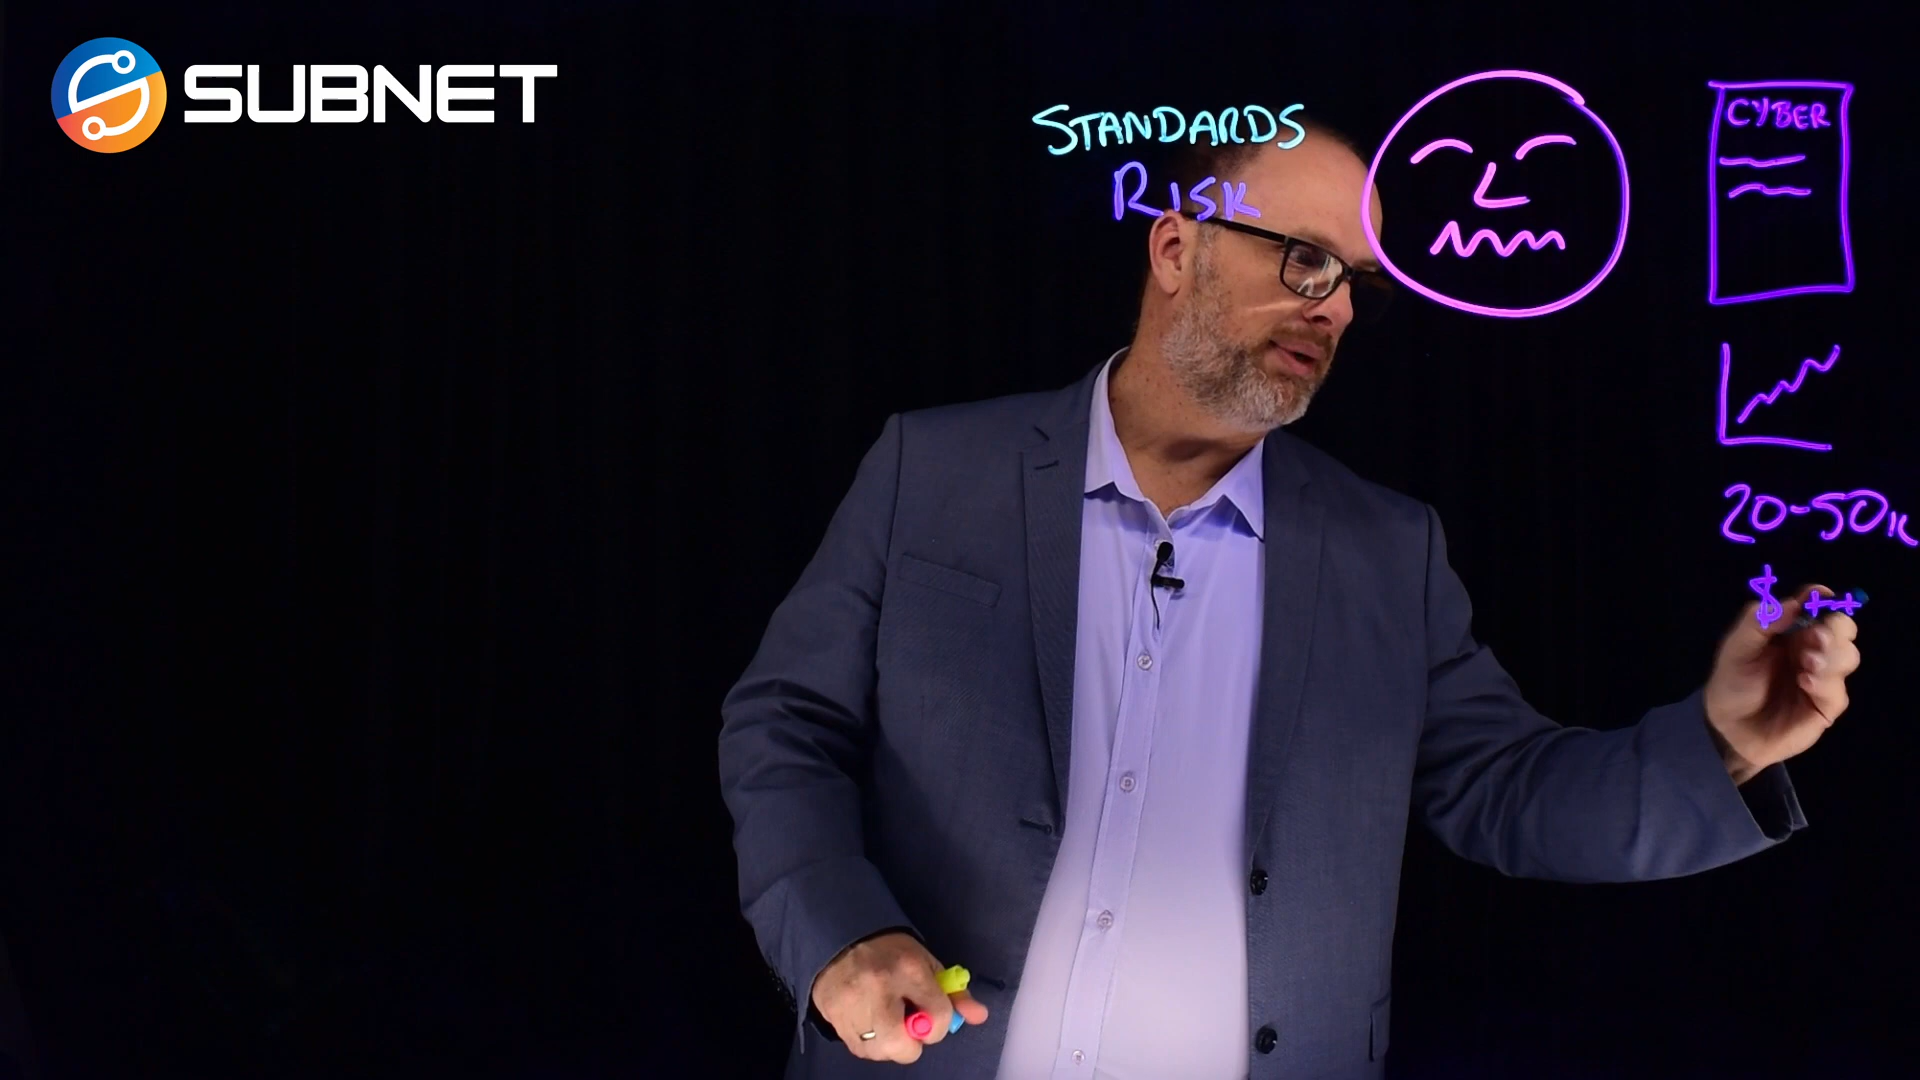 SUBNET
STANDARDS
RISK
CYBER
20-50K
$ ++